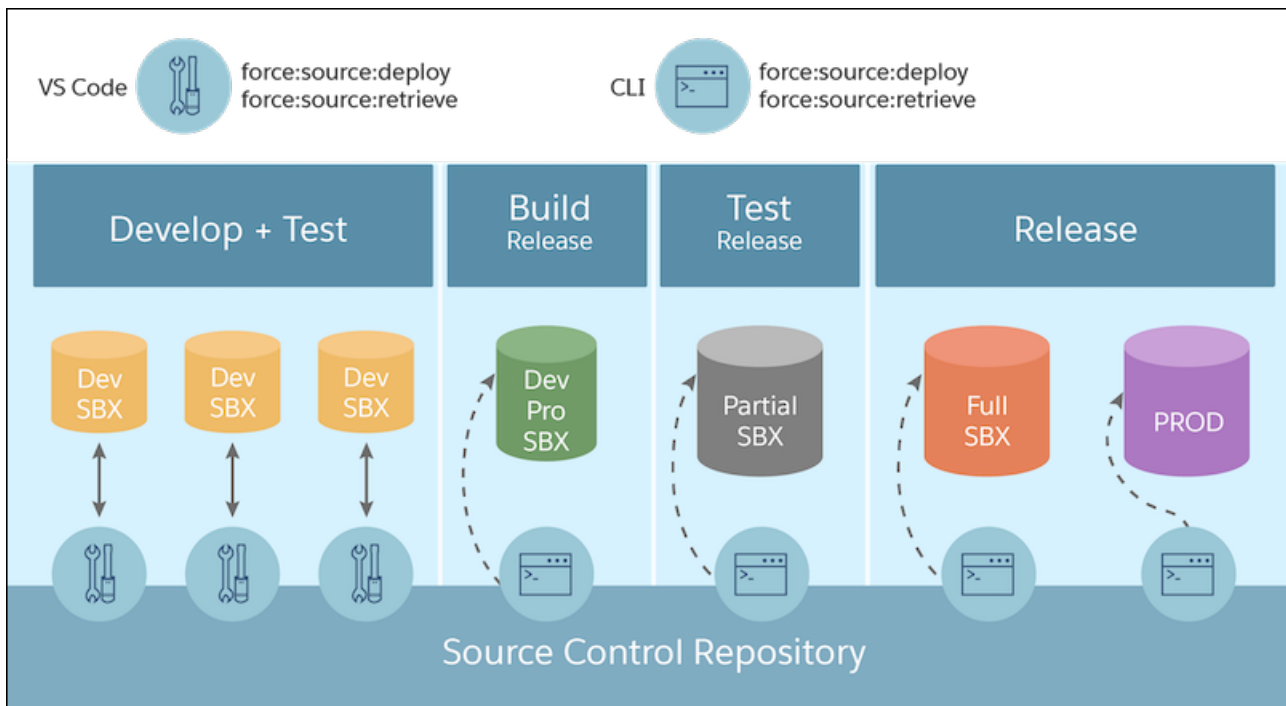 VS Code
force:source:deploy
force:source:retrieve
CLI
force:source:deploy
force:source:retrieve
Develop + Test
Build
Release
Test
Release
Release
Dev
SBX
Dev
SBX
Dev
SBX
Dev
Pro
SBX
Partial
SBX
Full
SBX
PROD
>_
>_
>_
>_
>_
Source Control Repository